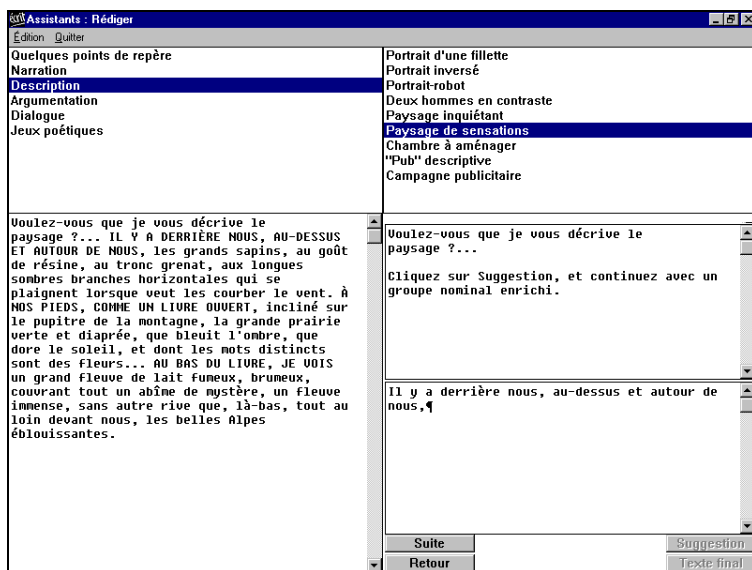 écrit Assistants : Rédiger
Édition Quitter
Quelques points de repère
Narration
Description
Argumentation
Dialogue
Jeux poétiques
Portrait d'une fillette
Portrait inversé
Portrait-robot
Deux hommes en contraste
Paysage inquiétant
Paysage de sensations
Chambre à aménager
"Pub" descriptive
Campagne publicitaire
Voulez-vous que je vous décrive le
paysage ?... IL Y A DERRIÈRE NOUS, AU-DESSUS
ET AUTOUR DE NOUS, les grands sapins, au goût
de résine, au tronc grenat, aux longues
sombres branches horizontales qui se
plaignent lorsque veut les courber le vent. À
NOS PIEDS, COMME UN LIVRE OUVERT, incliné sur
le pupitre de la montagne, la grande prairie
verte et diaprée, que bleuit l'ombre, que
dore le soleil, et dont les mots distincts
sont des fleurs... AU BAS DU LIVRE, JE VOIS
un grand fleuve de lait fumeux, brumeux,
couvrant tout un abîme de mystère, un fleuve
immense, sans autre rive que, là-bas, tout au
loin devant nous, les belles Alpes
éblouissantes.
Voulez-vous que je vous décrive le
paysage ?...
Cliquez sur Suggestion, et continuez avec un
groupe nominal enrichi.
Il y a derrière nous, au-dessus et autour de
nous,¶
Suite
Suggestion
Retour
Texte final